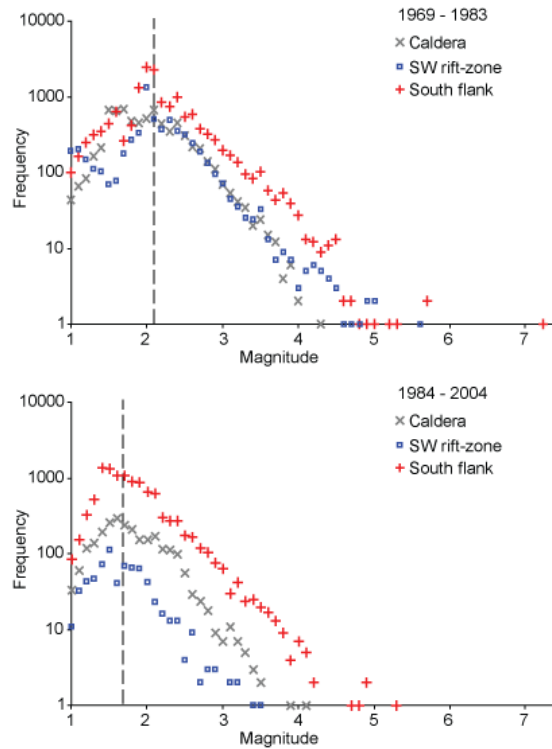 1969 - 1983
Caldera
SW rift-zone
South flank
10000
1000
100
10
1
Frequency
1 2 3 4 5 6 7
Magnitude
1984 - 2004
Caldera
SW rift-zone
South flank
10000
1000
100
10
1
Frequency
1 2 3 4 5 6 7
Magnitude